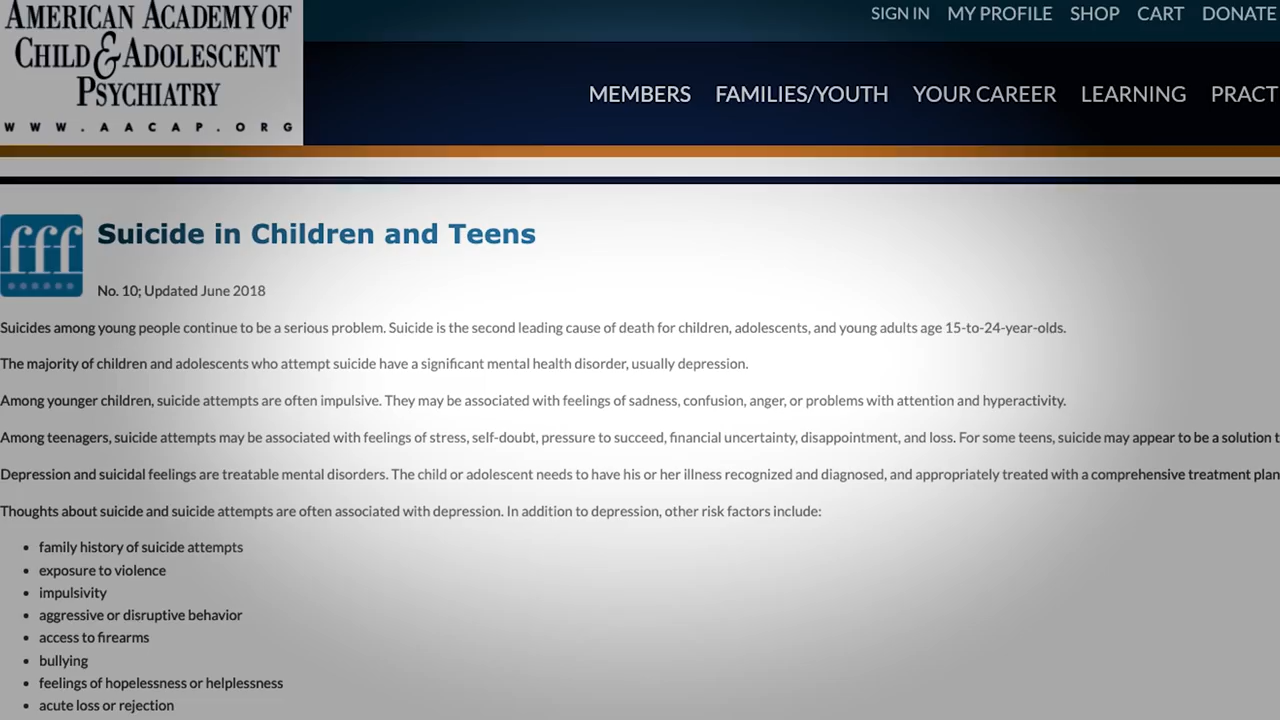 AMERICAN ACADEMY OF
CHILD & ADOLESCENT
PSYCHIATRY
WWW.AACAP.ORG
SIGN IN MY PROFILE SHOP CART DONATE
MEMBERS FAMILIES/YOUTH YOUR CAREER LEARNING PRACT
fff
Suicide in Children and Teens
No. 10; Updated June 2018
Suicides among young people continue to be a serious problem. Suicide is the second leading cause of death for children, adolescents, and young adults age 15-to-24-year-olds.
The majority of children and adolescents who attempt suicide have a significant mental health disorder, usually depression.
Among younger children, suicide attempts are often impulsive. They may be associated with feelings of sadness, confusion, anger, or problems with attention and hyperactivity.
Among teenagers, suicide attempts may be associated with feelings of stress, self-doubt, pressure to succeed, financial uncertainty, disappointment, and loss. For some teens, suicide may appear to be a solution t
Depression and suicidal feelings are treatable mental disorders. The child or adolescent needs to have his or her illness recognized and diagnosed, and appropriately treated with a comprehensive treatment plan
Thoughts about suicide and suicide attempts are often associated with depression. In addition to depression, other risk factors include:
• family history of suicide attempts
• exposure to violence
• impulsivity
• aggressive or disruptive behavior
• access to firearms
• bullying
• feelings of hopelessness or helplessness
• acute loss or rejection